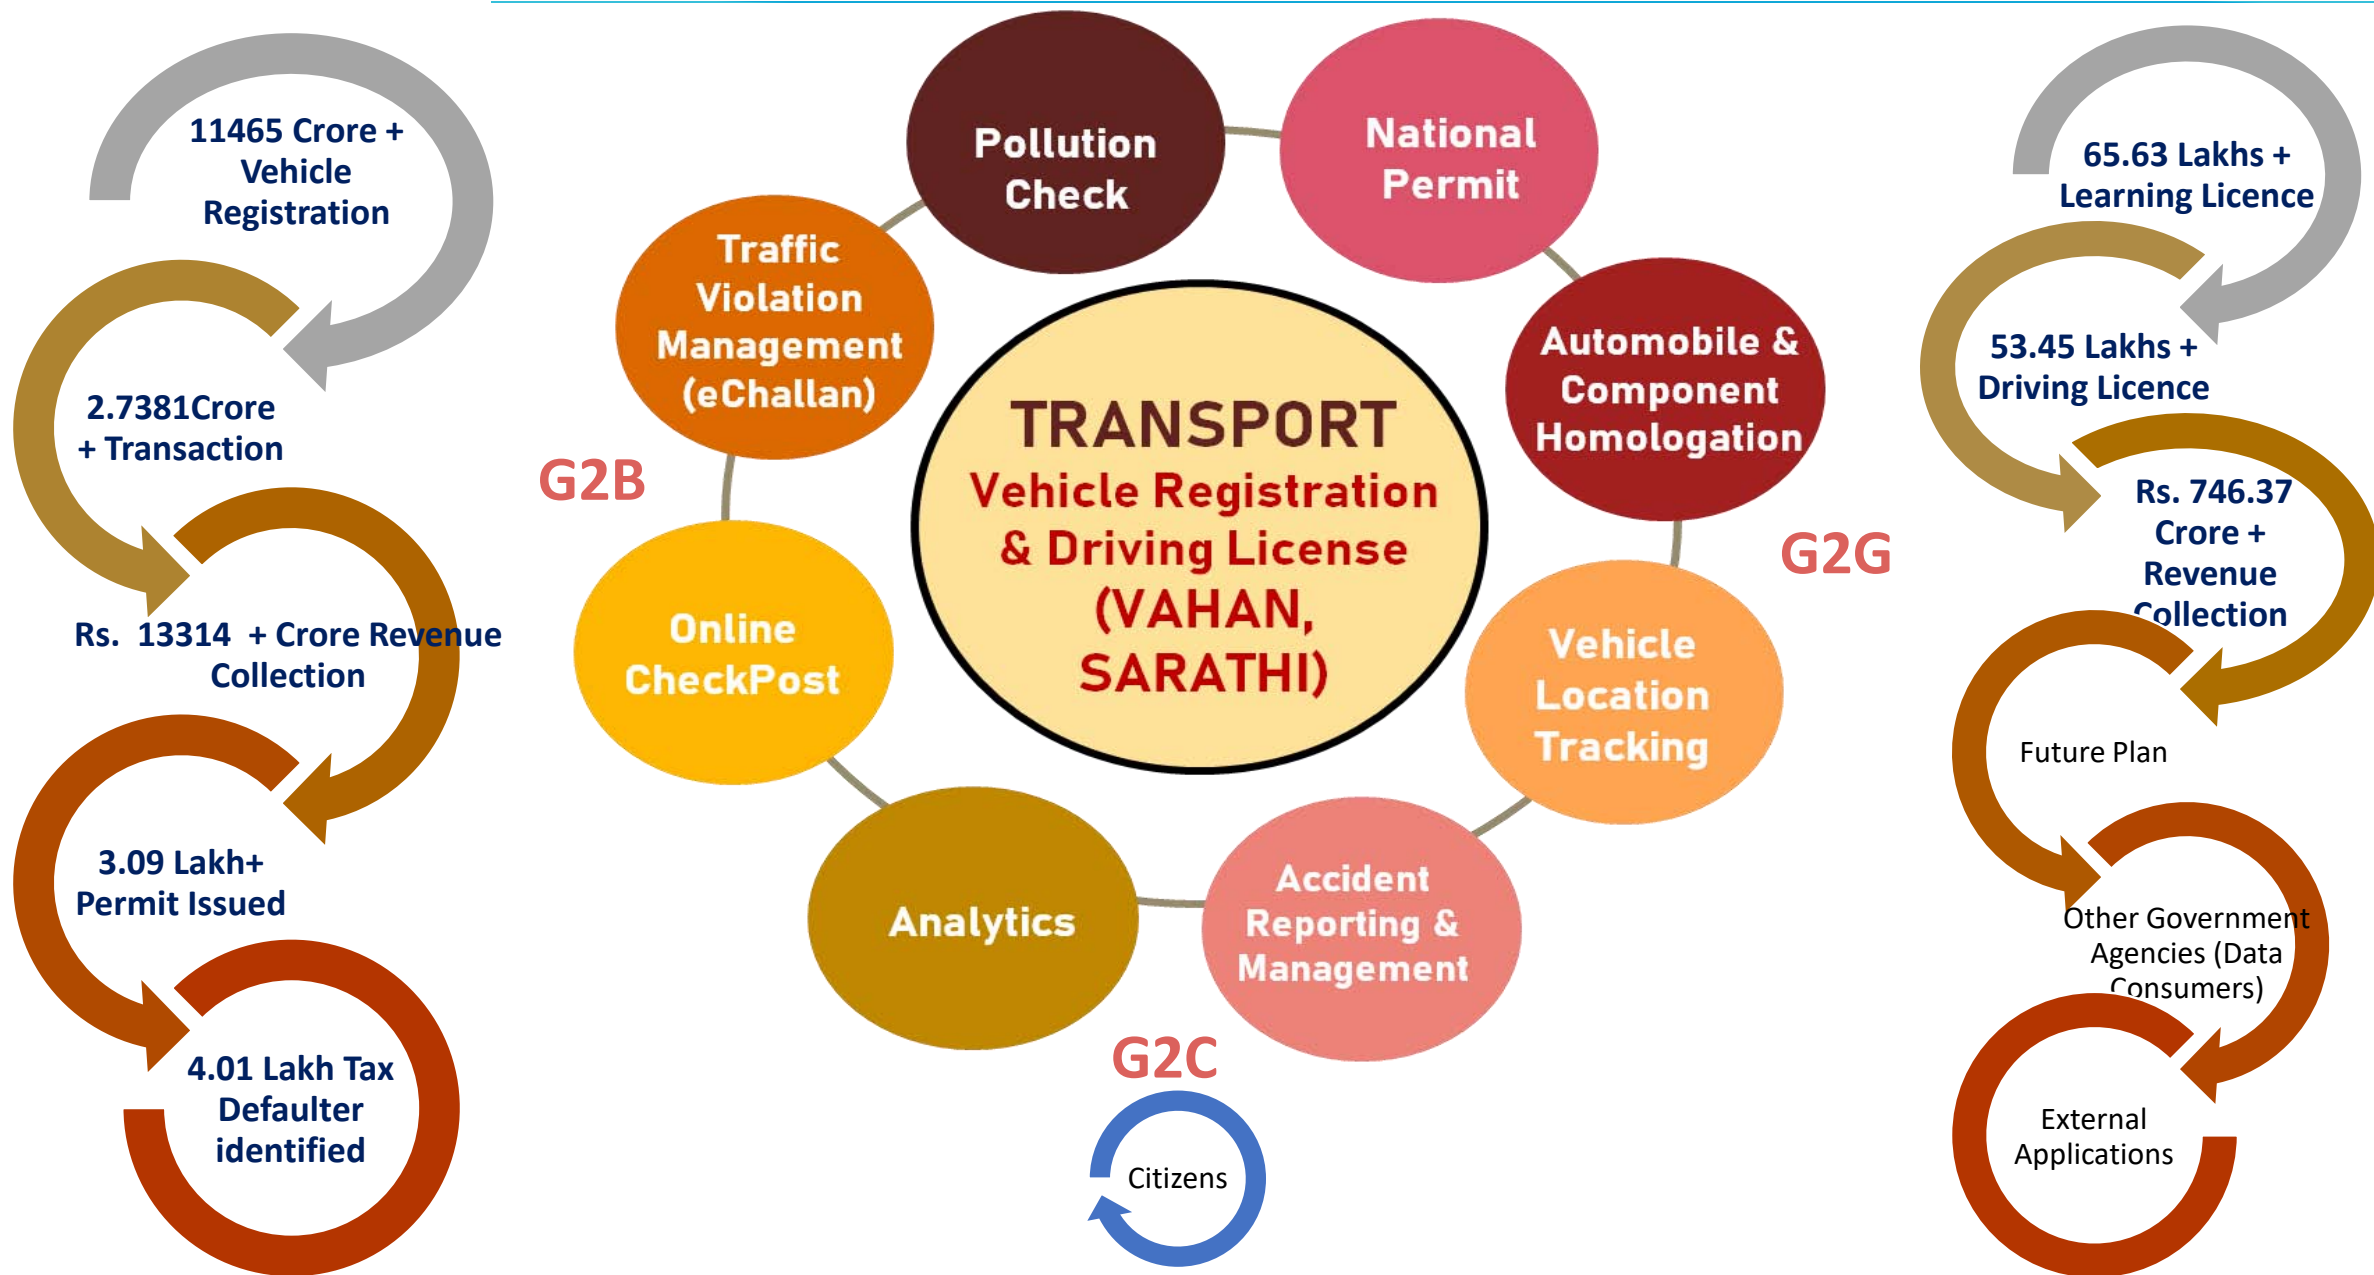 11465 Crore +
Vehicle
Registration
2.7381Crore
+ Transaction
Rs.  13314  + Crore Revenue
Collection
3.09 Lakh+
Permit Issued
4.01 Lakh Tax
Defaulter
identified
Pollution
Check
National
Permit
Traffic
Violation
Management
(eChallan)
Automobile &
Component
Homologation
G2B
TRANSPORT
Vehicle Registration
& Driving License
(VAHAN,
SARATHI)
G2G
Online
CheckPost
Vehicle
Location
Tracking
Analytics
Accident
Reporting &
Management
G2C
Citizens
65.63 Lakhs +
Learning Licence
53.45 Lakhs +
Driving Licence
Rs. 746.37
Crore +
Revenue
Collection
Future Plan
Other Government
Agencies (Data
Consumers)
External
Applications